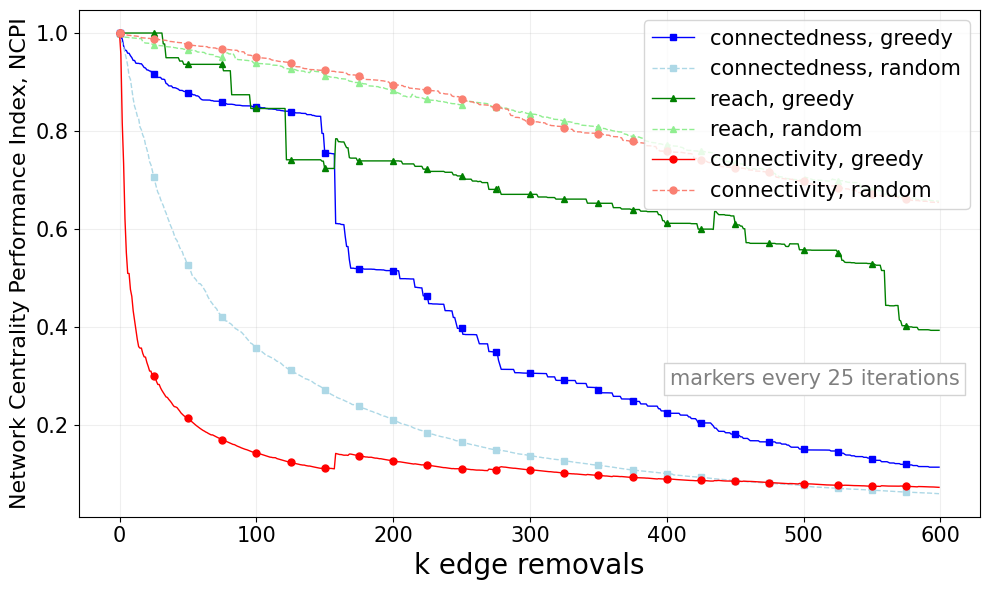 Network Centrality Performance Index, NCPI
1.0
0.8
0.6
0.4
0.2
connectedness, greedy
connectedness, random
reach, greedy
reach, random
connectivity, greedy
connectivity, random
markers every 25 iterations
0 100 200 300 400 500 600
k edge removals